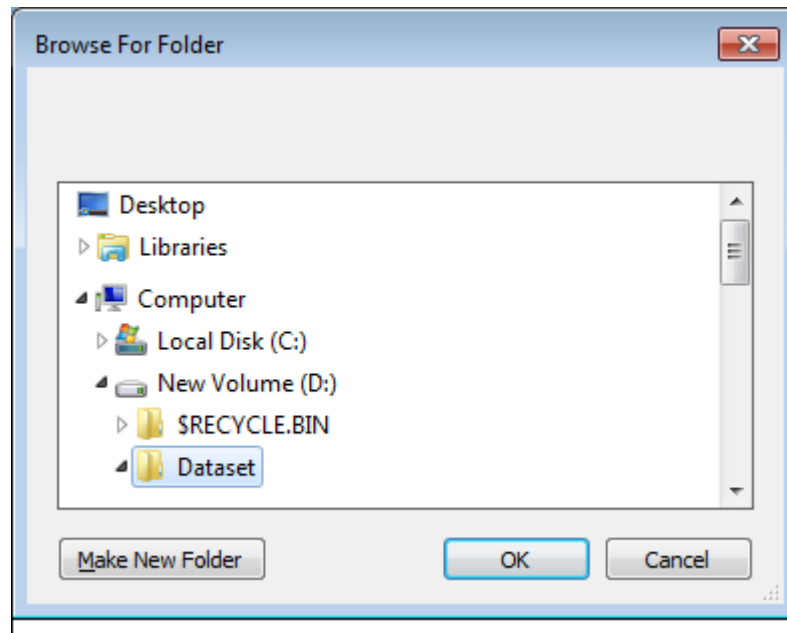 Browse For Folder
Desktop
Libraries
Computer
Local Disk (C:)
New Volume (D:)
$RECYCLE.BIN
Dataset
Make New Folder OK Cancel